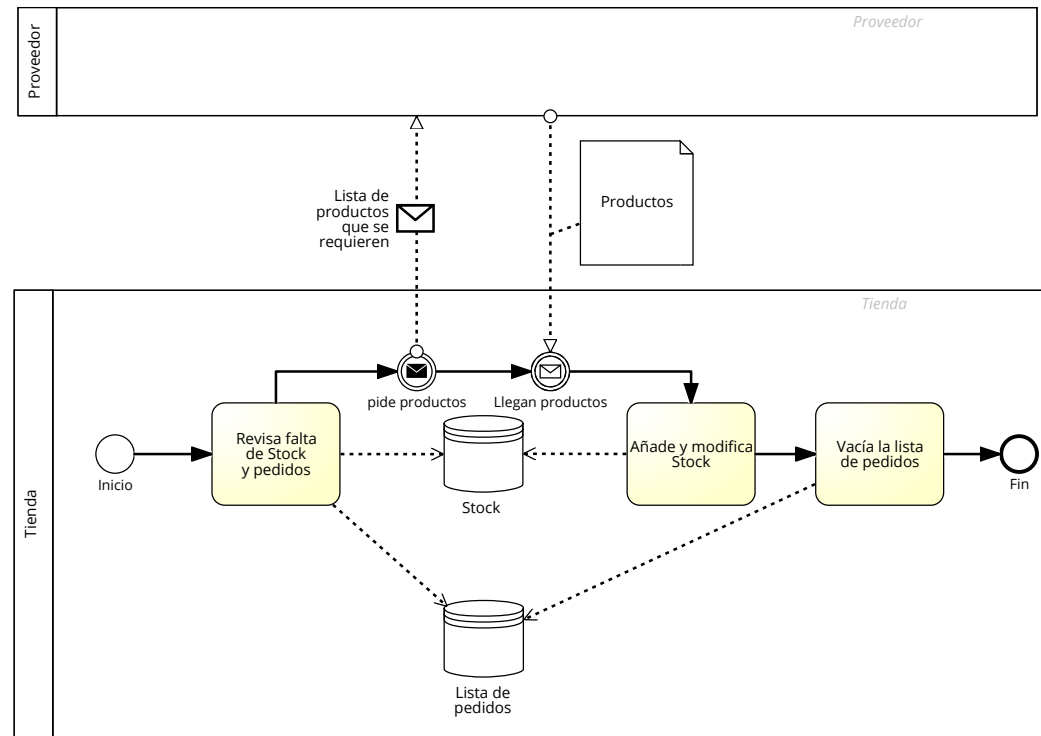 Proveedor
Proveedor
Lista de
productos
que se
requieren
Productos
Tienda
Tienda
pide productos
Llegan productos
Inicio
Revisa falta
de Stock
y pedidos
Stock
Añade y modifica
Stock
Vacía la lista
de pedidos
Fin
Lista de
pedidos